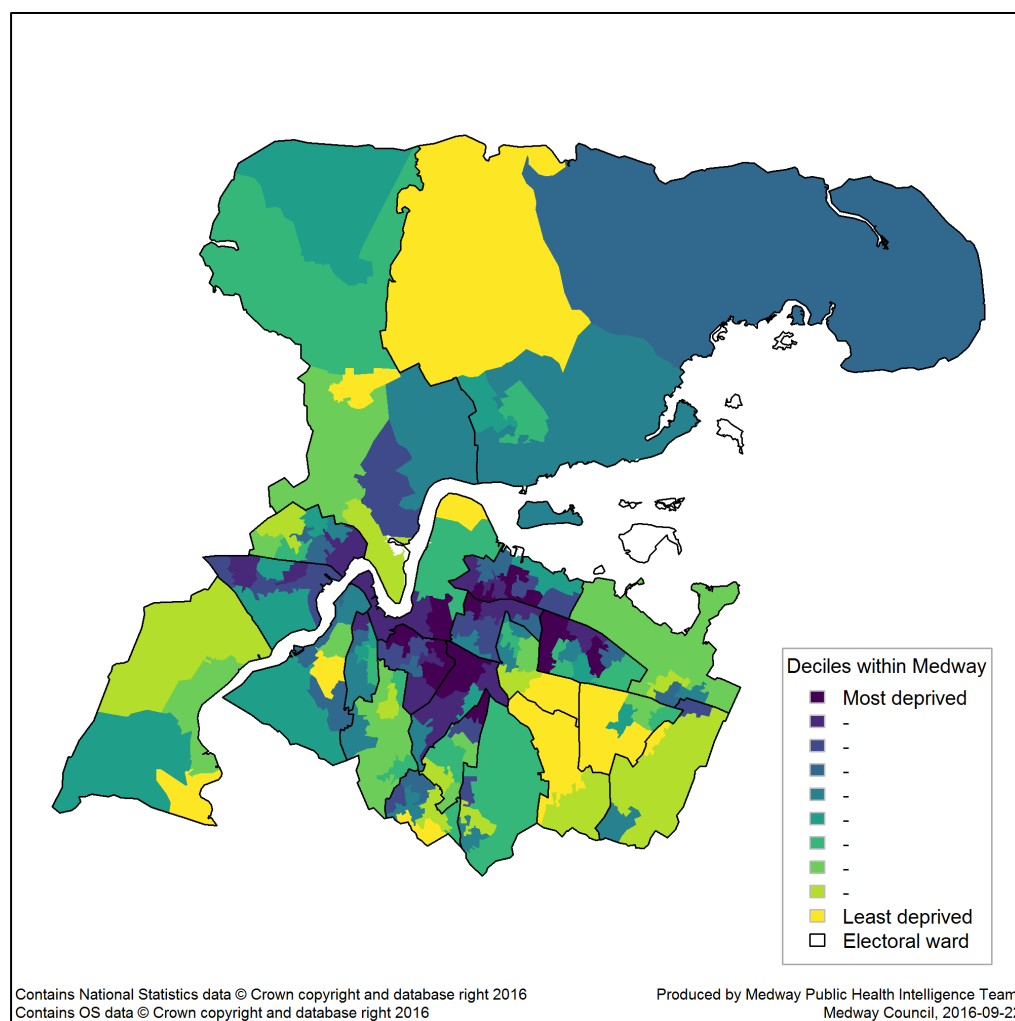 Deciles within Medway
Most deprived
-
-
-
-
-
-
-
-
Least deprived
Electoral ward
Contains National Statistics data © Crown copyright and database right 2016
Contains OS data © Crown copyright and database right 2016
Produced by Medway Public Health Intelligence Team
Medway Council, 2016-09-22